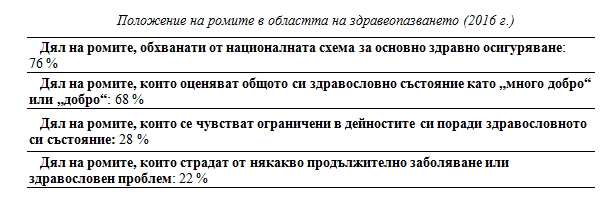 Положение на ромите в областта на здравеопазването (2016 г.)
Дял на ромите, обхванати от националната схема за основно здравно осигуряване:
76 %
Дял на ромите, които оценяват общото си здравословно състояние като „много добро“
или „добро“: 68 %
Дял на ромите, които се чувстват ограничени в дейностите си поради здравословното
си състояние: 28 %
Дял на ромите, които страдат от някакво продължително заболяване или
здравословен проблем: 22 %